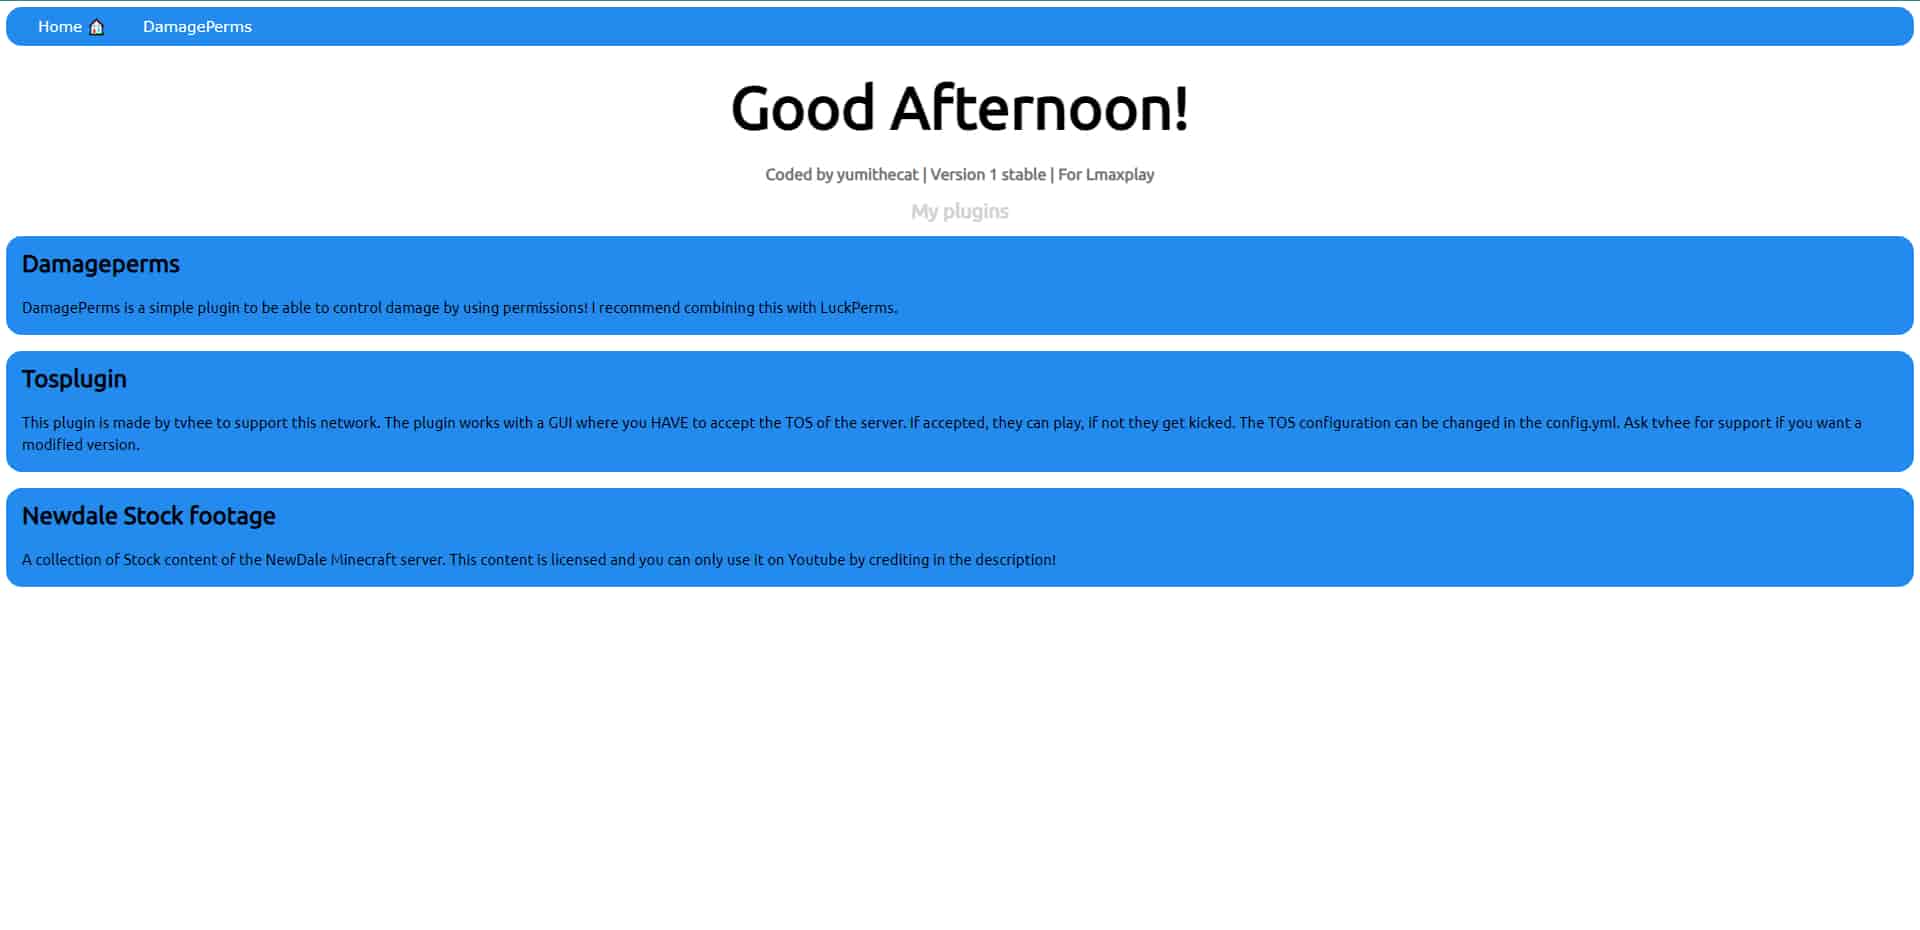 Home 🏠 DamagePerms
Good Afternoon!
Coded by yumithecat | Version 1 stable | For Lmaxplay
My plugins
Damageperms
DamagePerms is a simple plugin to be able to control damage by using permissions! I recommend combining this with LuckPerms.
Tosplugin
This plugin is made by tvhee to support this network. The plugin works with a GUI where you HAVE to accept the TOS of the server. If accepted, they can play, if not they get kicked. The TOS configuration can be changed in the config.yml. Ask tvhee for support if you want a
modified version.
Newdale Stock footage
A collection of Stock content of the NewDale Minecraft server. This content is licensed and you can only use it on Youtube by crediting in the description!